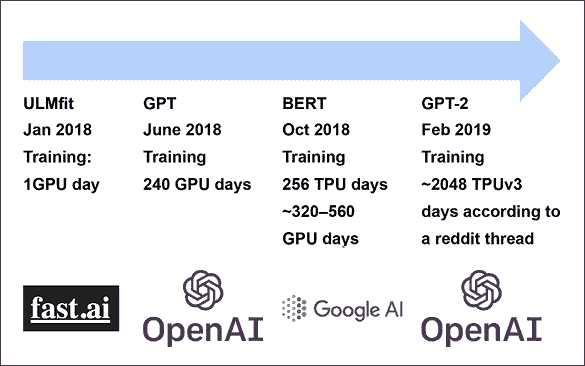 ULMfit
Jan 2018
Training:
1GPU day
GPT
June 2018
Training
240 GPU days
BERT
Oct 2018
Training
256 TPU days
~320–560
GPU days
GPT-2
Feb 2019
Training
~2048 TPUv3
days according to
a reddit thread
fast.ai
OpenAI
Google AI
OpenAI